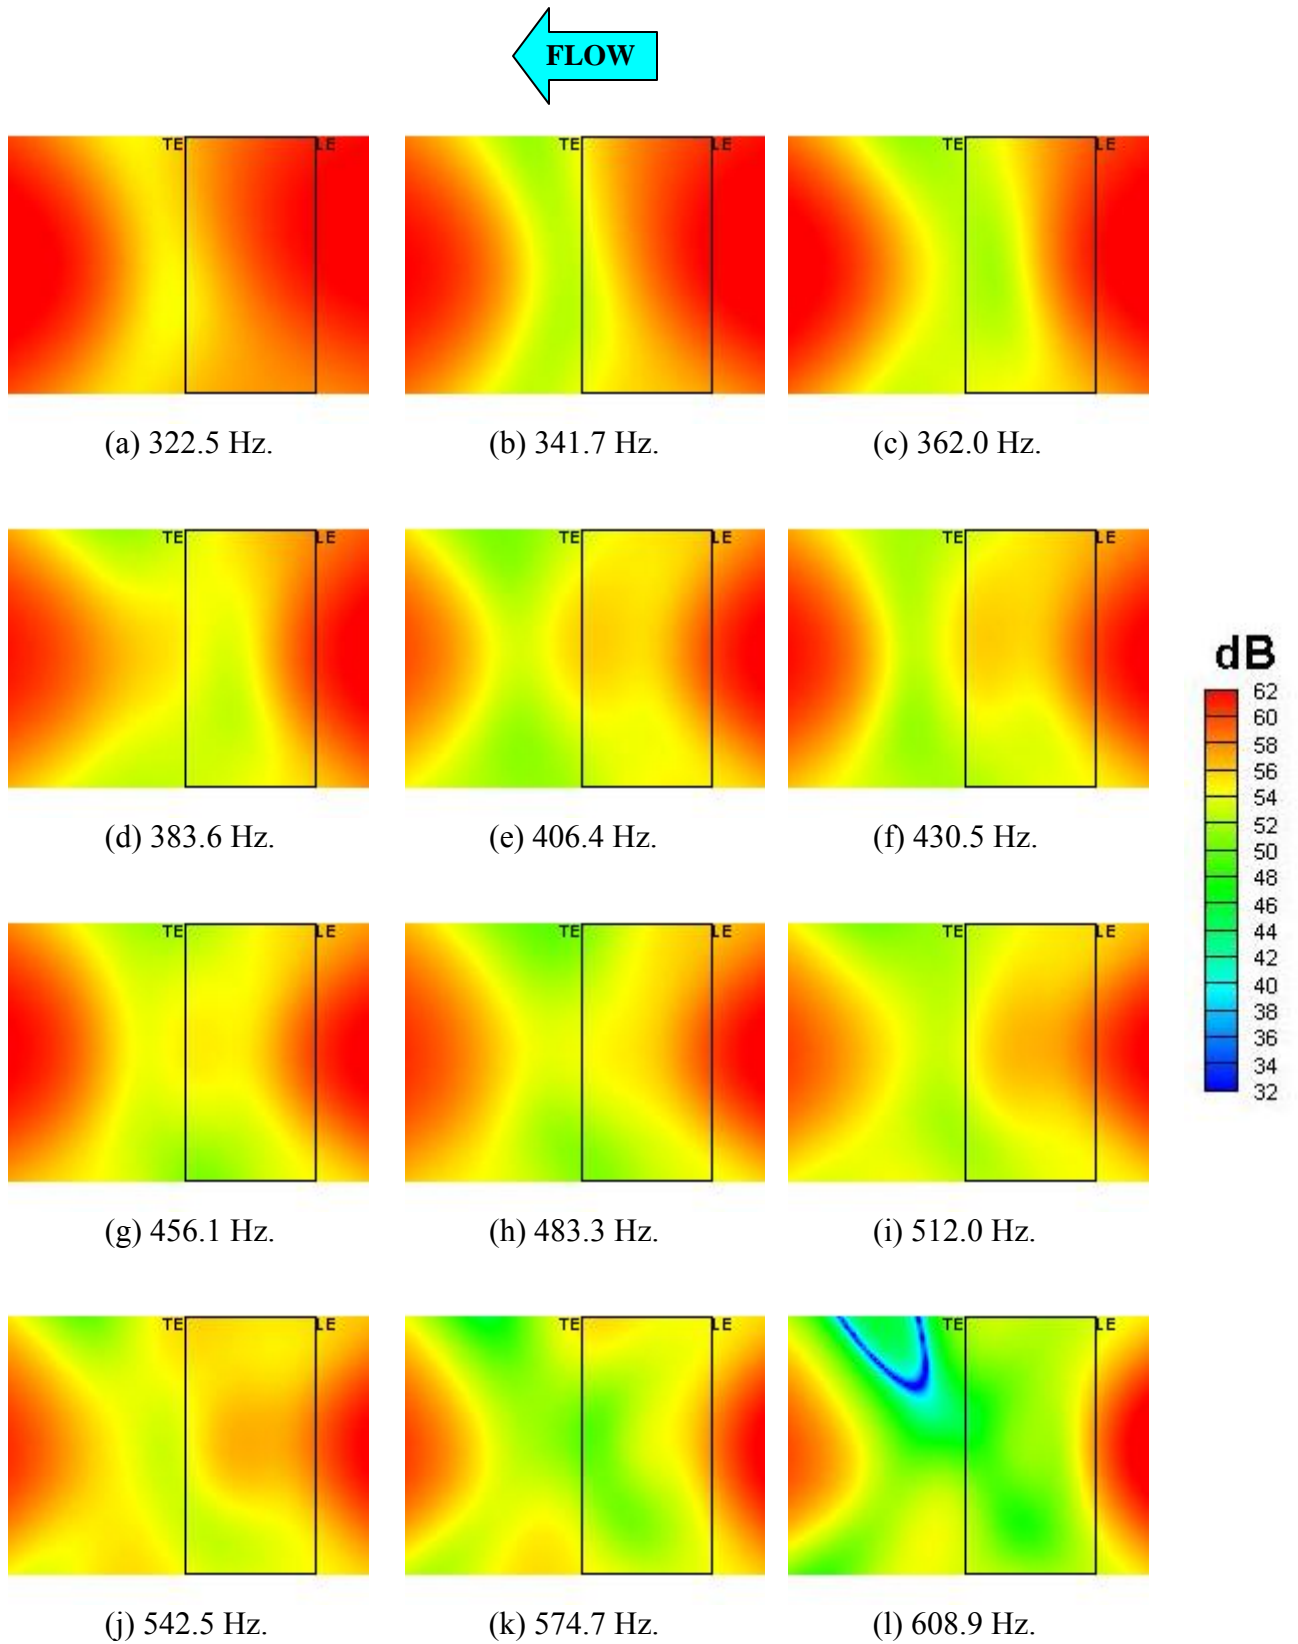 FLOW
TE LE TE LE TE LE
(a) 322.5 Hz. (b) 341.7 Hz. (c) 362.0 Hz.
TE LE TE LE TE LE
(d) 383.6 Hz. (e) 406.4 Hz. (f) 430.5 Hz.
dB
62
60
58
56
54
52
50
48
46
44
42
40
38
36
34
32
TE LE TE LE TE LE
(g) 456.1 Hz. (h) 483.3 Hz. (i) 512.0 Hz.
TE LE TE LE TE LE
(j) 542.5 Hz. (k) 574.7 Hz. (l) 608.9 Hz.